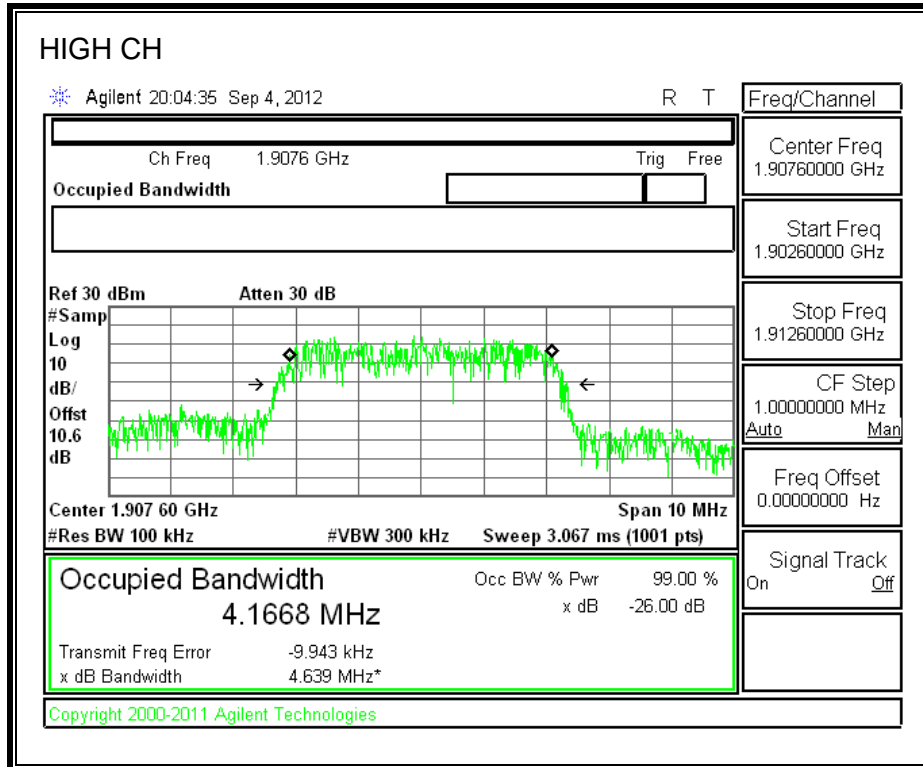 HIGH CH
Agilent 20:04:35 Sep 4, 2012 R T
Freq/Channel
Ch Freq 1.9076 GHz Trig Free
Occupied Bandwidth
Center Freq
1.90760000 GHz
Start Freq
1.90260000 GHz
Stop Freq
1.91260000 GHz
CF Step
1.00000000 MHz
Auto Man
Freq Offset
0.00000000 Hz
Signal Track
On Off
Ref 30 dBm Atten 30 dB
#Samp
Log
10
dB/
Offst
10.6
dB
Center 1.907 60 GHz Span 10 MHz
#Res BW 100 kHz #VBW 300 kHz Sweep 3.067 ms (1001 pts)
Occupied Bandwidth Occ BW % Pwr 99.00 %
4.1668 MHz x dB -26.00 dB
Transmit Freq Error -9.943 kHz
x dB Bandwidth 4.639 MHz*
Copyright 2000-2011 Agilent Technologies